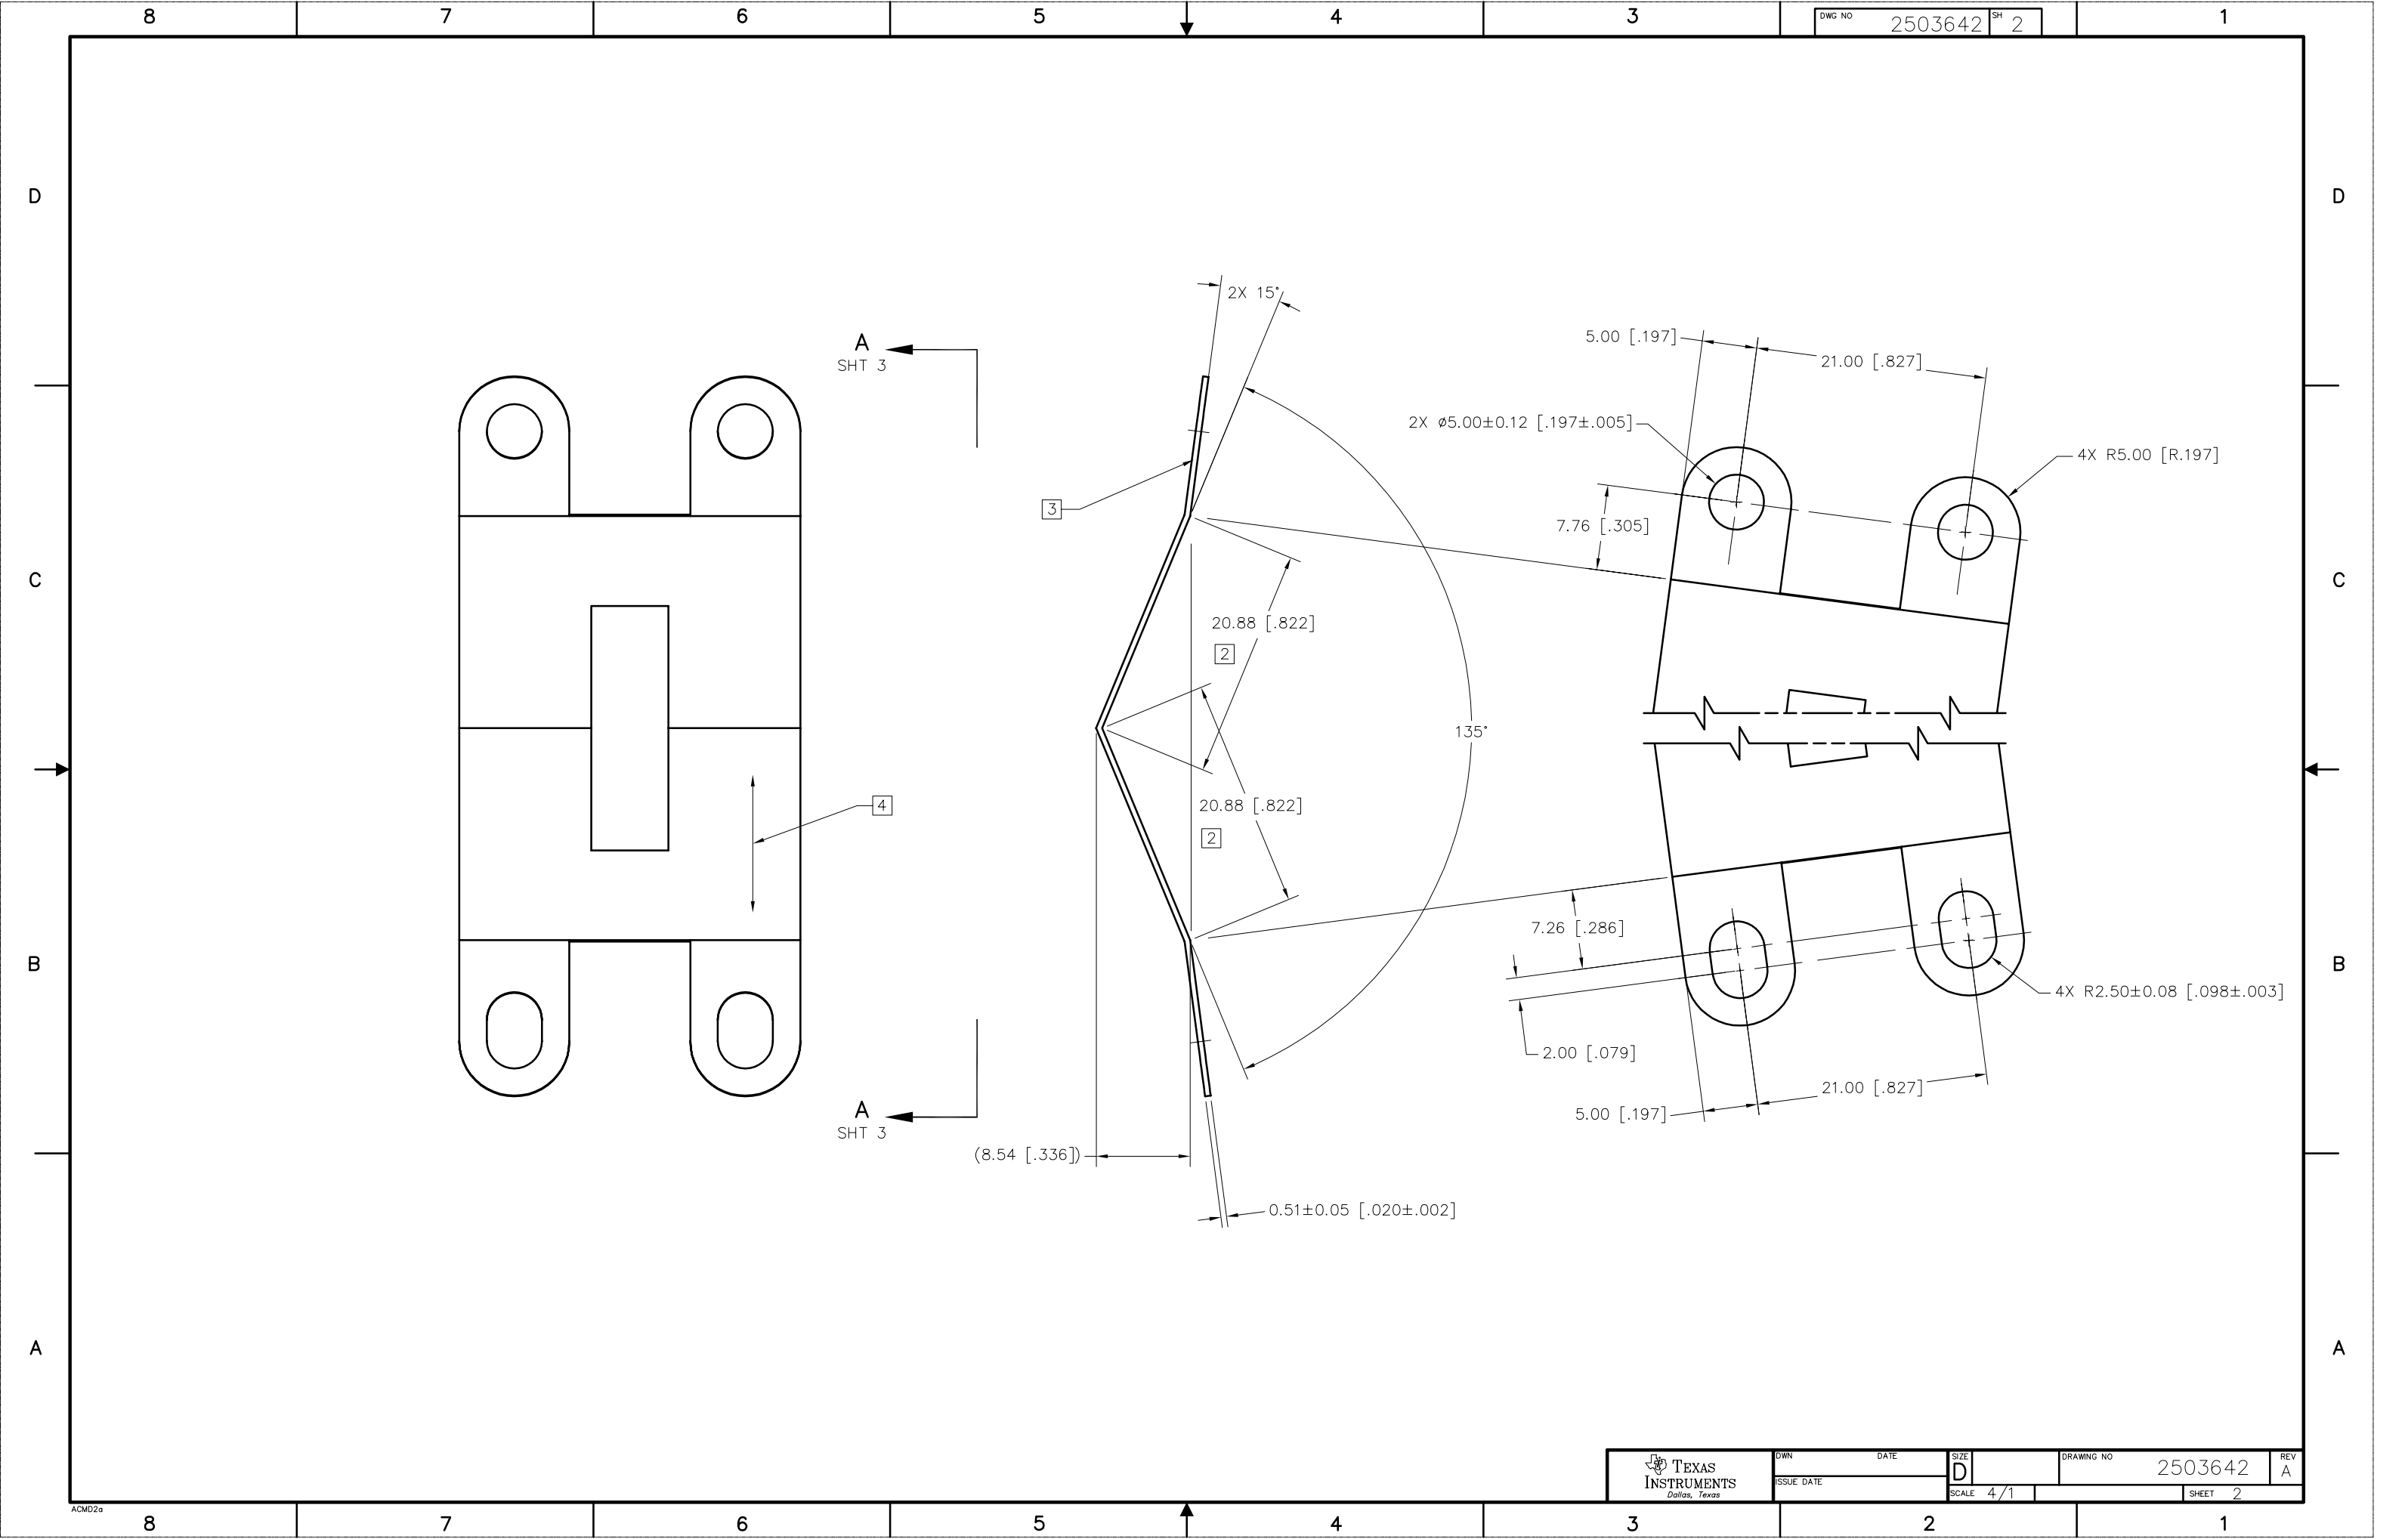 8 7 6 5 4 3 2 1
DWG NO 2503642 SH 2
D D
2X 15°
A
SHT 3
5.00 [.197]
21.00 [.827]
2X ø5.00±0.12 [.197±.005]
4X R5.00 [R.197]
3
7.76 [.305]
C C
20.88 [.822]
2
135°
20.88 [.822]
4
2
7.26 [.286]
B B
4X R2.50±0.08 [.098±.003]
2.00 [.079]
21.00 [.827]
A
SHT 3
5.00 [.197]
(8.54 [.336])
0.51±0.05 [.020±.002]
A A
TEXAS
INSTRUMENTS
Dallas, Texas
DWN DATE
ISSUE DATE
SIZE
D
DRAWING NO
2503642
REV
A
SCALE 4/1
SHEET 2
ACMD2a
8 7 6 5 4 3 2 1